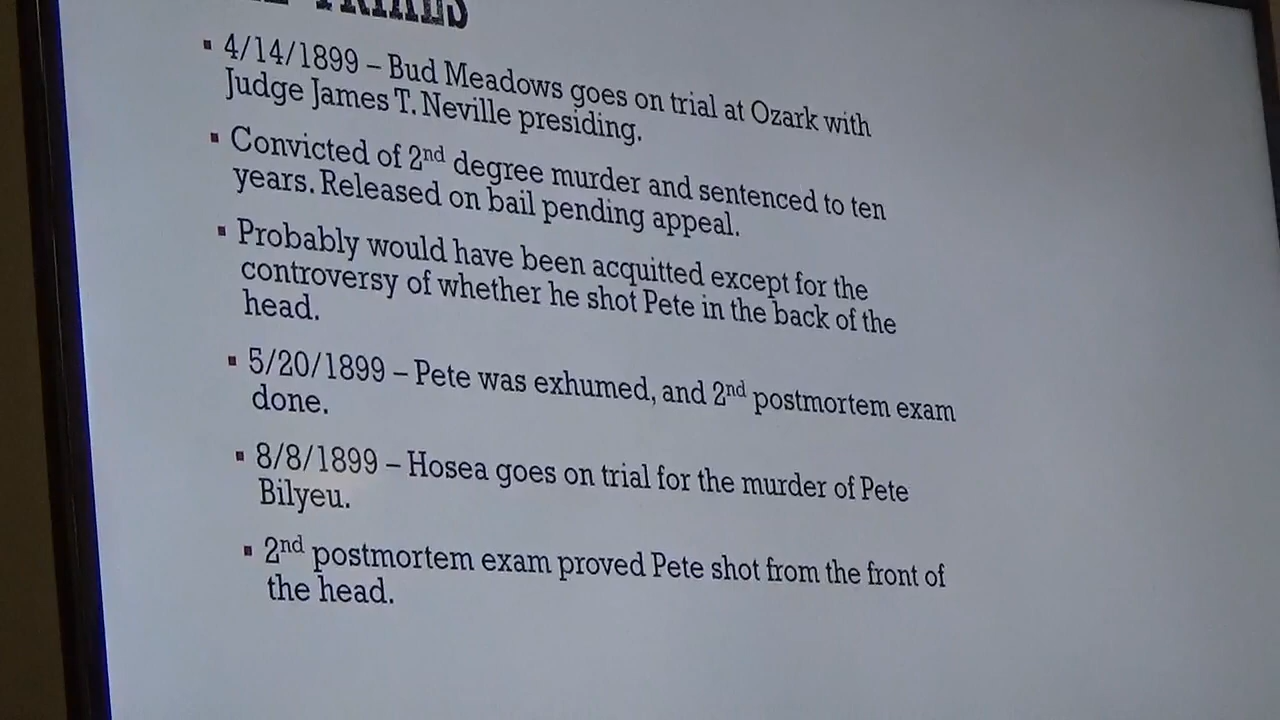 TRIALS
▪ 4/14/1899 – Bud Meadows goes on trial at Ozark with
Judge James T. Neville presiding.
▪ Convicted of 2nd degree murder and sentenced to ten
years. Released on bail pending appeal.
▪ Probably would have been acquitted except for the
controversy of whether he shot Pete in the back of the
head.
▪ 5/20/1899 – Pete was exhumed, and 2nd postmortem exam
done.
▪ 8/8/1899 – Hosea goes on trial for the murder of Pete
Bilyeu.
▪ 2nd postmortem exam proved Pete shot from the front of
the head.